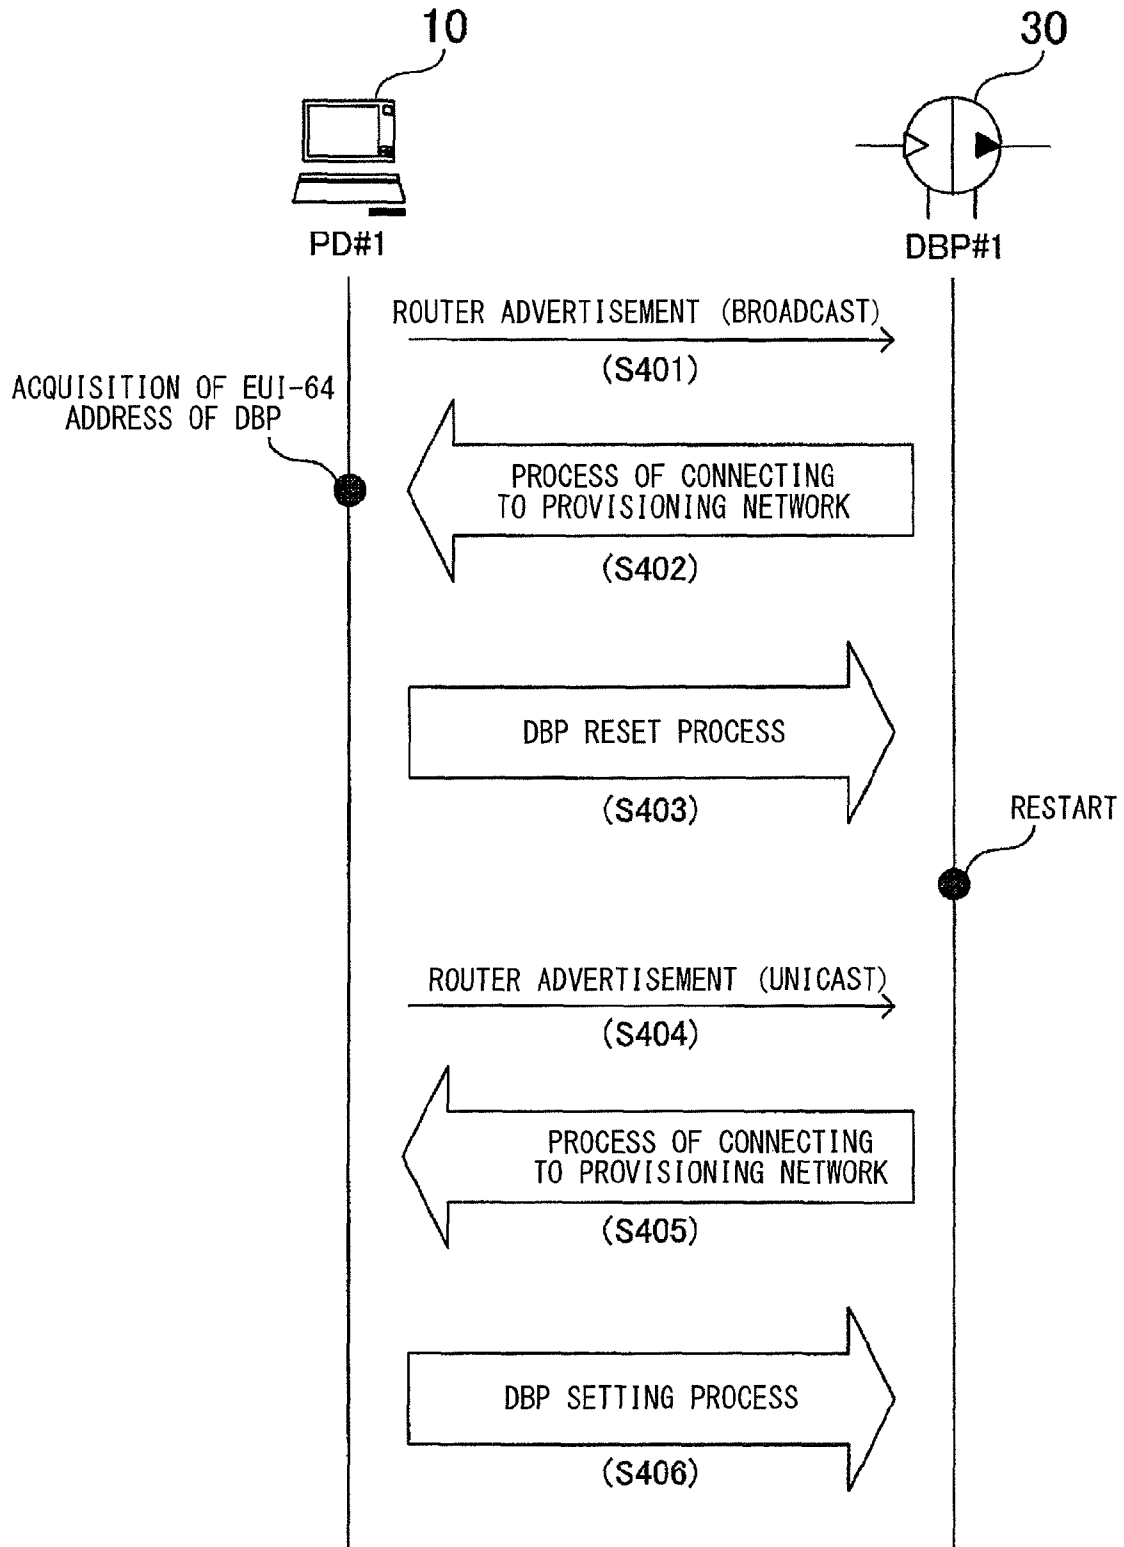 10
30
PD#1
DBP#1
ROUTER ADVERTISEMENT (BROADCAST)
(S401)
ACQUISITION OF EUI-64
ADDRESS OF DBP
PROCESS OF CONNECTING
TO PROVISIONING NETWORK
(S402)
DBP RESET PROCESS
(S403)
RESTART
ROUTER ADVERTISEMENT (UNICAST)
(S404)
PROCESS OF CONNECTING
TO PROVISIONING NETWORK
(S405)
DBP SETTING PROCESS
(S406)